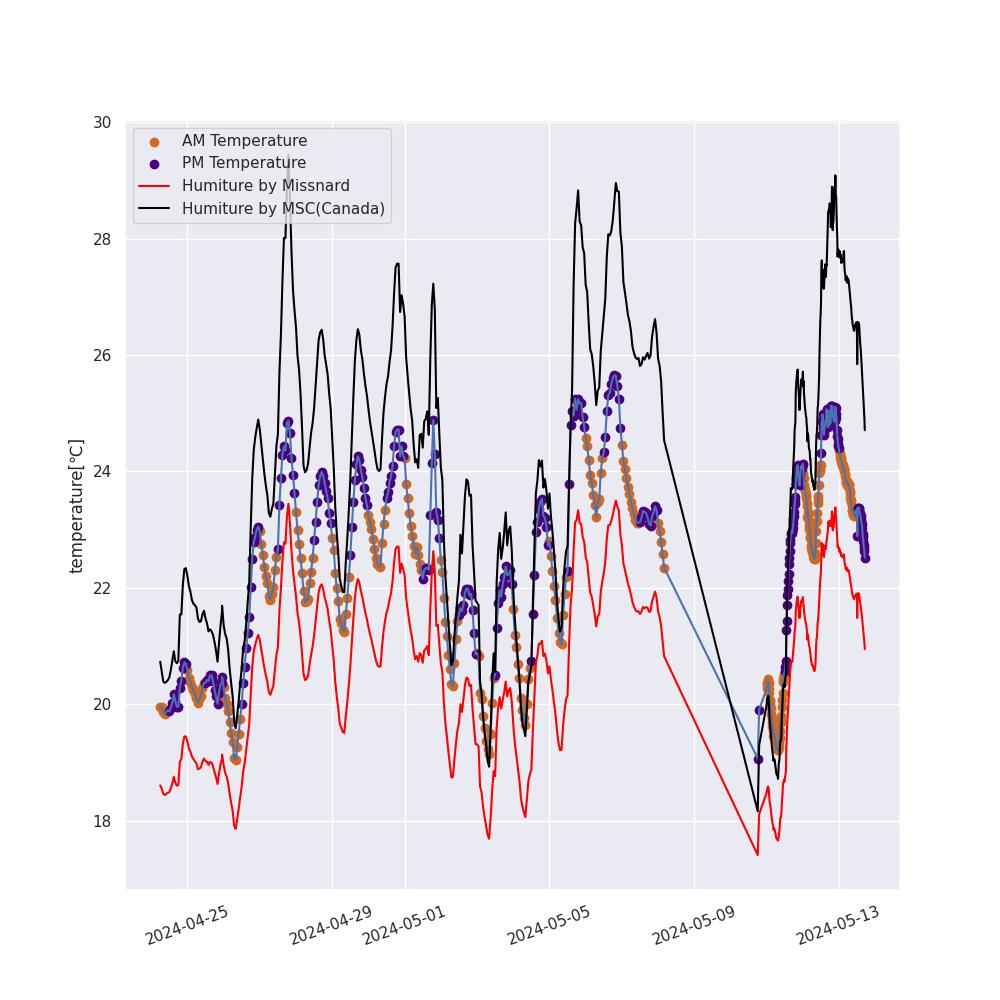 30
28
26
24
22
20
18
temperature[℃]
AM Temperature
PM Temperature
Humiture by Missnard
Humiture by MSC(Canada)
2024-04-25
2024-04-29
2024-05-01
2024-05-05
2024-05-09
2024-05-13